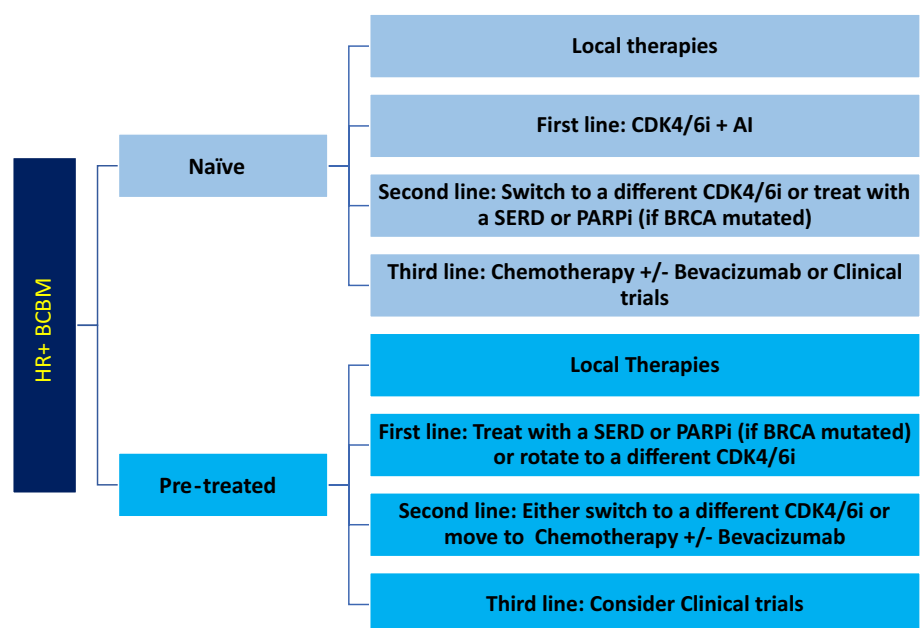 HR+ BCBM
Naïve
Local therapies
First line: CDK4/6i + AI
Second line: Switch to a different CDK4/6i or treat with
a SERD or PARPi (if BRCA mutated)
Third line: Chemotherapy +/- Bevacizumab or Clinical
trials
Pre-treated
Local Therapies
First line: Treat with a SERD or PARPi (if BRCA mutated)
or rotate to a different CDK4/6i
Second line: Either switch to a different CDK4/6i or
move to Chemotherapy +/- Bevacizumab
Third line: Consider Clinical trials